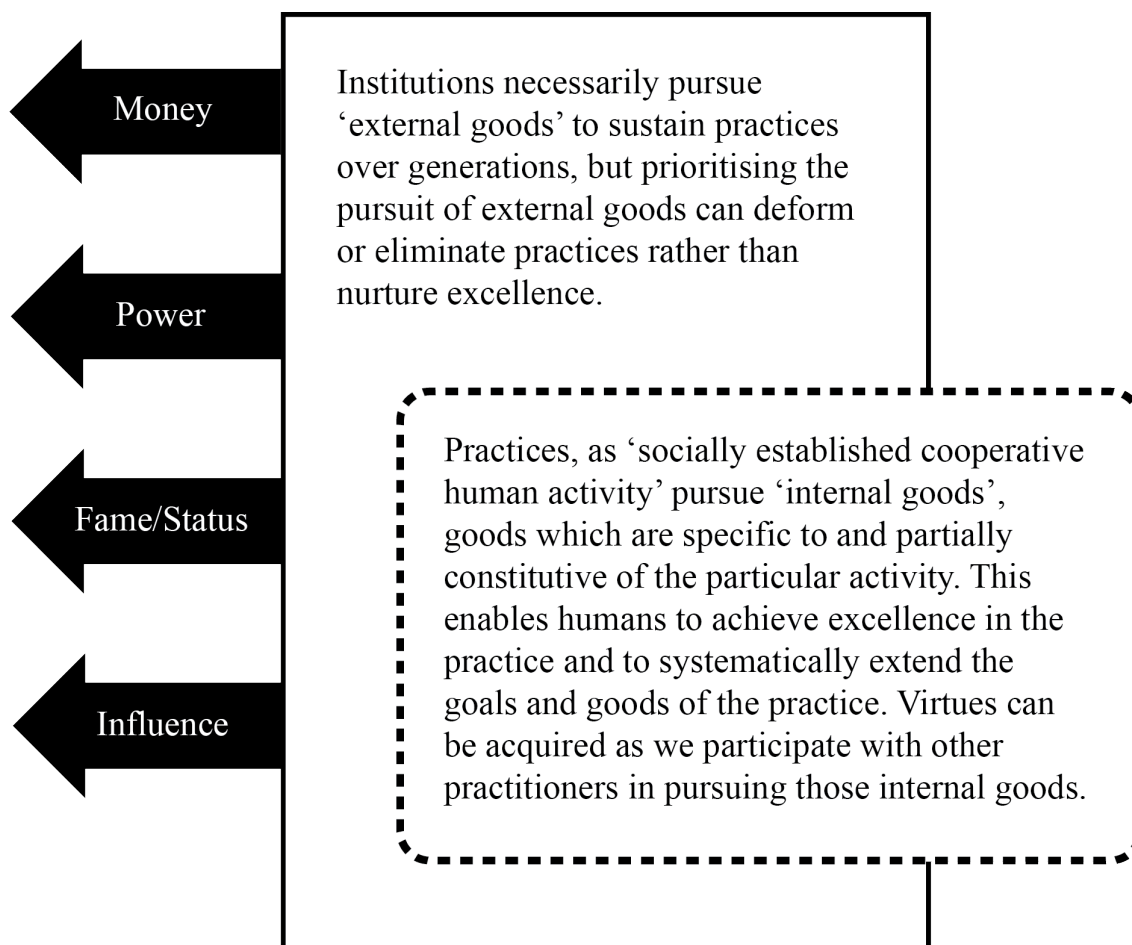 Money
Power
Fame/Status
Influence
Institutions necessarily pursue
‘external goods’ to sustain practices
over generations, but prioritising the
pursuit of external goods can deform
or eliminate practices rather than
nurture excellence.
Practices, as ‘socially established cooperative
human activity’ pursue ‘internal goods’,
goods which are specific to and partially
constitutive of the particular activity. This
enables humans to achieve excellence in the
practice and to systematically extend the
goals and goods of the practice. Virtues can
be acquired as we participate with other
practitioners in pursuing those internal goods.